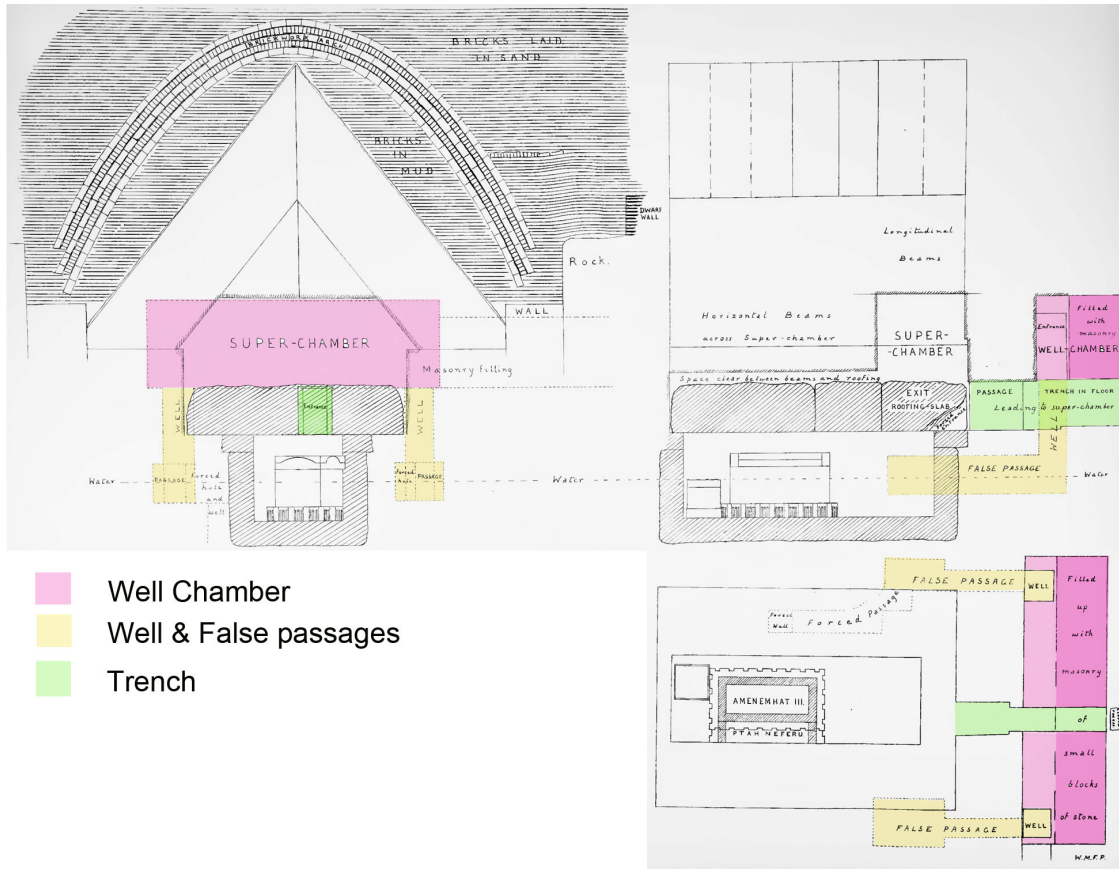 BRICKWORK ARCH
BRICKS LAID
IN SAND
BRICKS
IN
MUD
DWARF
WALL
Rock.
WALL
SUPER-CHAMBER
Masonry Filling
WELL
Entrance
WELL
Water
PASSAGE
Forced
hole
and
well
Forced
hole
PASSAGE
Water
Longitudinal
Beams
Horizontal Beams
across Super-chamber
SUPER-
CHAMBER
Space clear between beams and roofing
EXIT
ROOFING-SLAB
Forced
entrance
Entrance
WELL-CHAMBER
Filled
with
masonry
PASSAGE
TRENCH IN FLOOR
Leading to super-chamber
WELL
FALSE PASSAGE
Water
Well Chamber
Well & False passages
Trench
FALSE PASSAGE
WELL
Forced
Well
Forced Passage
AMENEMHAT III.
PTAH NEFERU
Filled
up
with
masonry
of
small
blocks
of stone
FALSE PASSAGE
WELL
W.M.F.P.